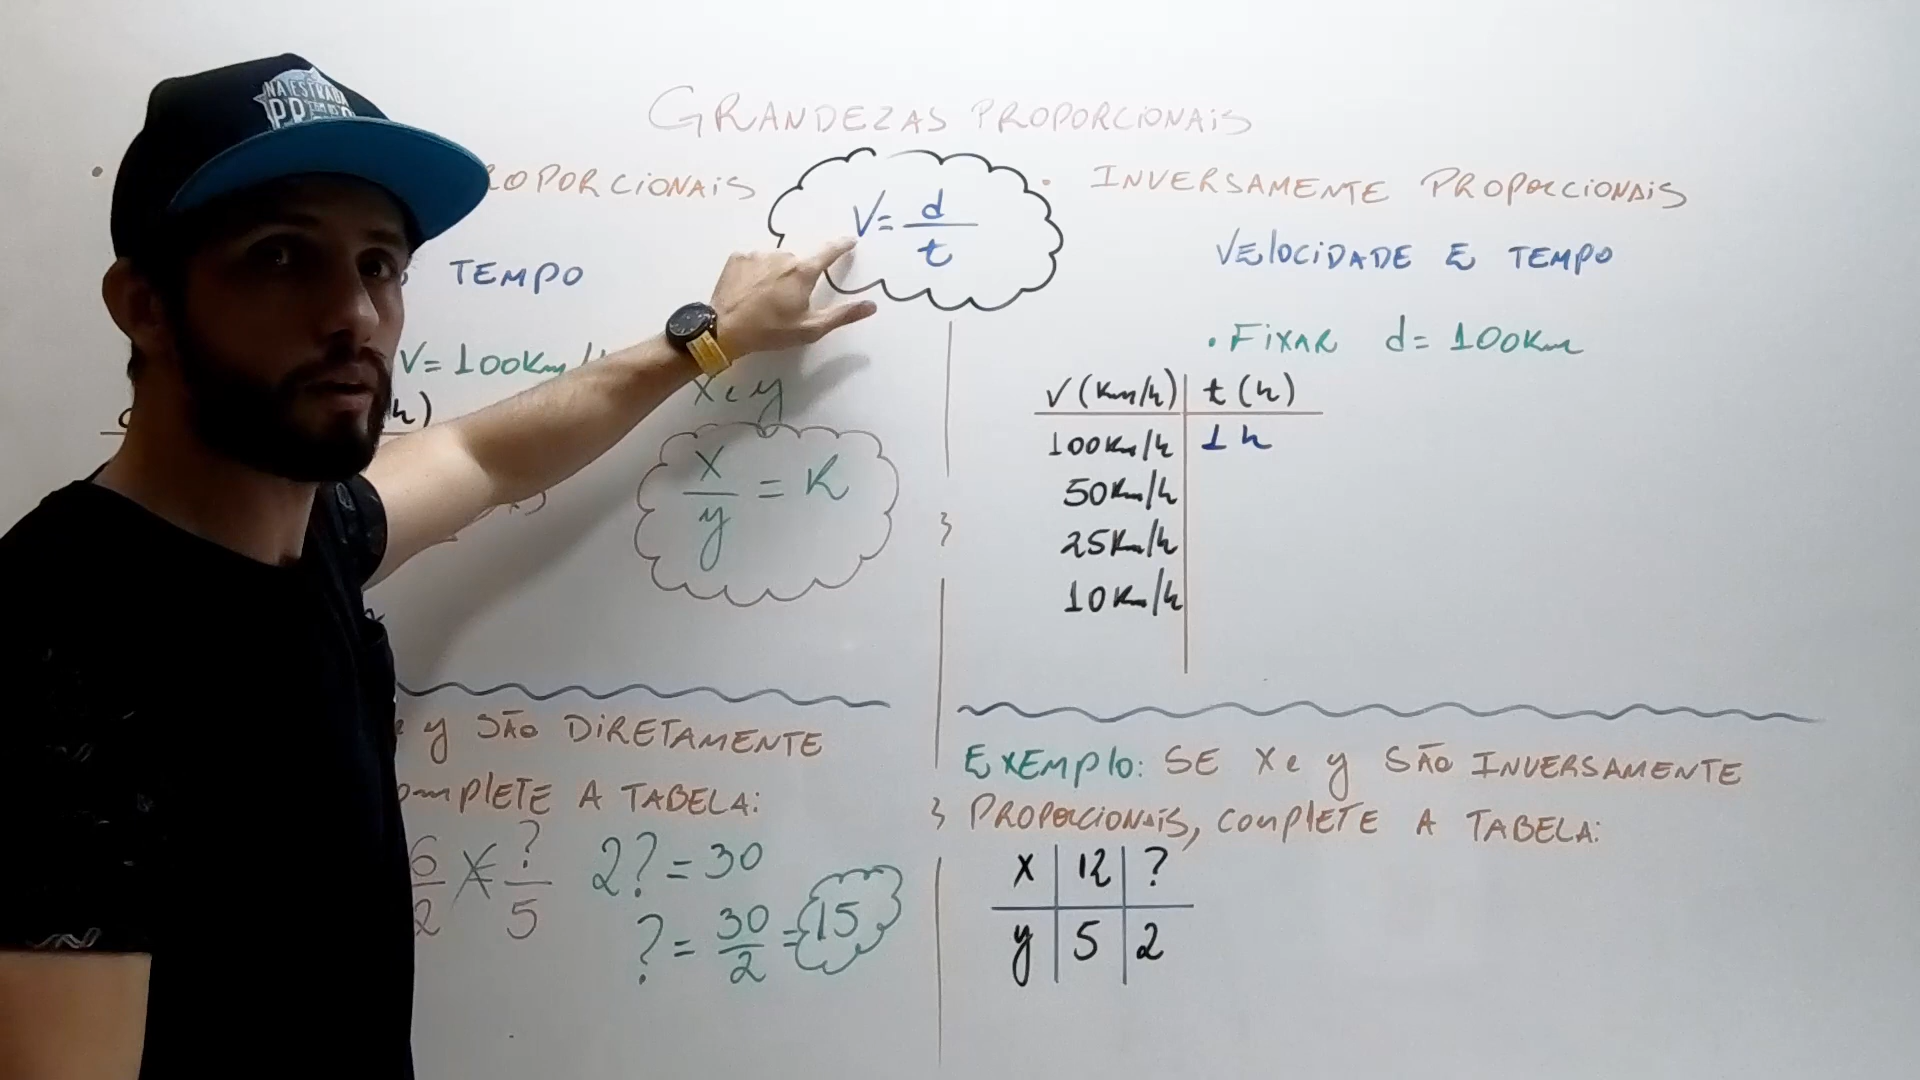 NA ESTRADA
GRANDEZAS PROPORCIONAIS
ROPORCIONAIS
TEMPO
V=100Km/
h)
V = d
t
x e y
x
y = K
• INVERSAMENTE PROPORCIONAIS
VELOCIDADE E TEMPO
• FIXAR d= 100Km
V (Km/h) t (h)
100Km/h 1 h
50Km/h
25Km/h
10Km/h
y SÃO DIRETAMENTE
OMPLETE A TABELA:
6 ?
2 5
2? = 30
? = 30 = 15
2
EXEMPLO: SE x e y SÃO INVERSAMENTE
PROPORCIONAIS, COMPLETE A TABELA:
x 12 ?
y 5 2